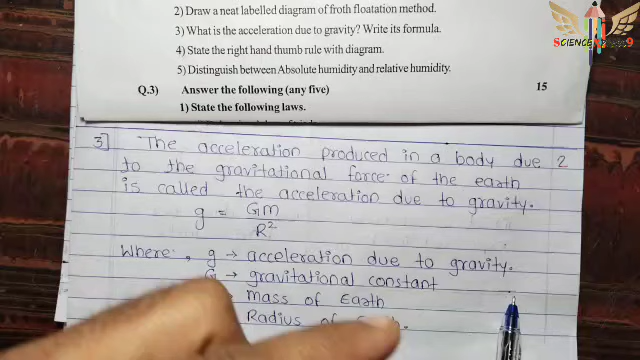 2) Draw a neat labelled diagram of froth floatation method.
3) What is the acceleration due to gravity? Write its formula.
4) State the right hand thumb rule with diagram.
5) Distinguish between Absolute humidity and relative humidity.
Q.3) Answer the following (any five) 15
1) State the following laws.
3] The acceleration produced in a body due 2
to the gravitational force of the earth
is called the acceleration due to gravity.
g = GM
R²
Where, g → acceleration due to gravity.
G → gravitational constant
mass of Earth
Radius of